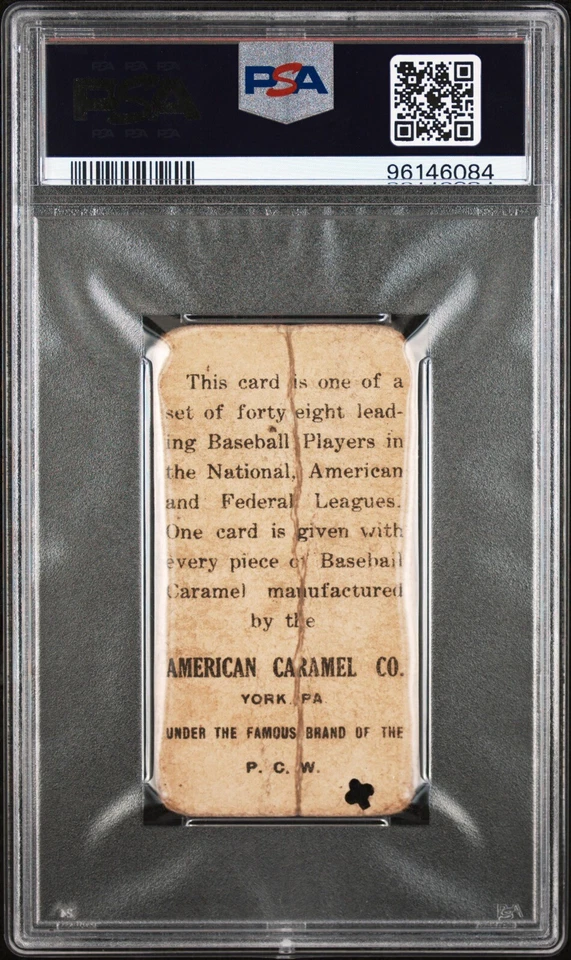 PSA
96146084
This card is one of a
set of forty eight lead-
ing Baseball Players in
the National, American
and Federal Leagues.
One card is given with
every piece of Baseball
Caramel manufactured
by the
AMERICAN CARAMEL CO.
YORK, PA
UNDER THE FAMOUS BRAND OF THE
P. C. W.
PSA